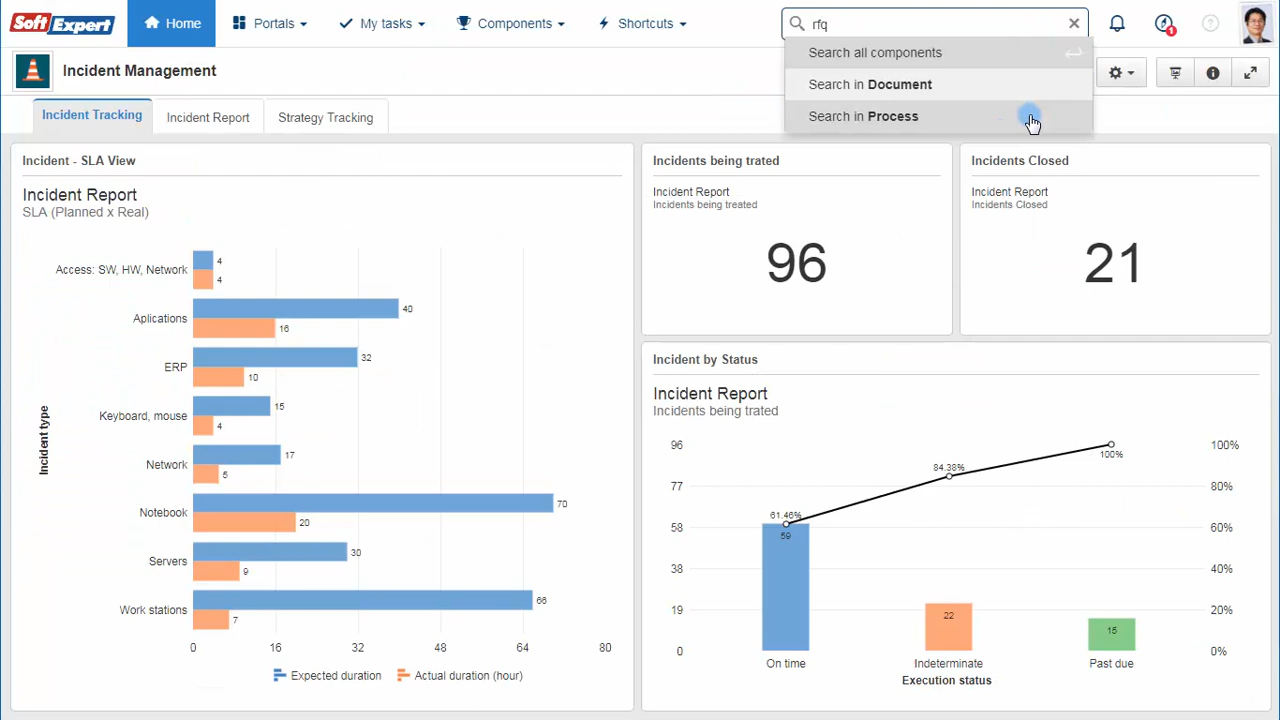 SoftExpert
Home
Portals
My tasks
Components
Shortcuts
rfq
1
Search all components
Search in Document
Search in Process
Incident Management
Incident Tracking
Incident Report
Strategy Tracking
Incident - SLA View
Incident Report
SLA (Planned x Real)
Incident type
Access: SW, HW, Network
4
4
Aplications
40
16
ERP
32
10
Keyboard, mouse
15
4
Network
17
5
Notebook
70
20
Servers
30
9
Work stations
66
7
0 16 32 48 64 80
Expected duration
Actual duration (hour)
Incidents being trated
Incident Report
Incidents being treated
96
Incidents Closed
Incident Report
Incidents Closed
21
Incident by Status
Incident Report
Incidents being trated
96
77
58
38
19
0
100%
80%
60%
40%
20%
0%
61.46%
59
84.38%
22
100%
15
On time
Indeterminate
Past due
Execution status